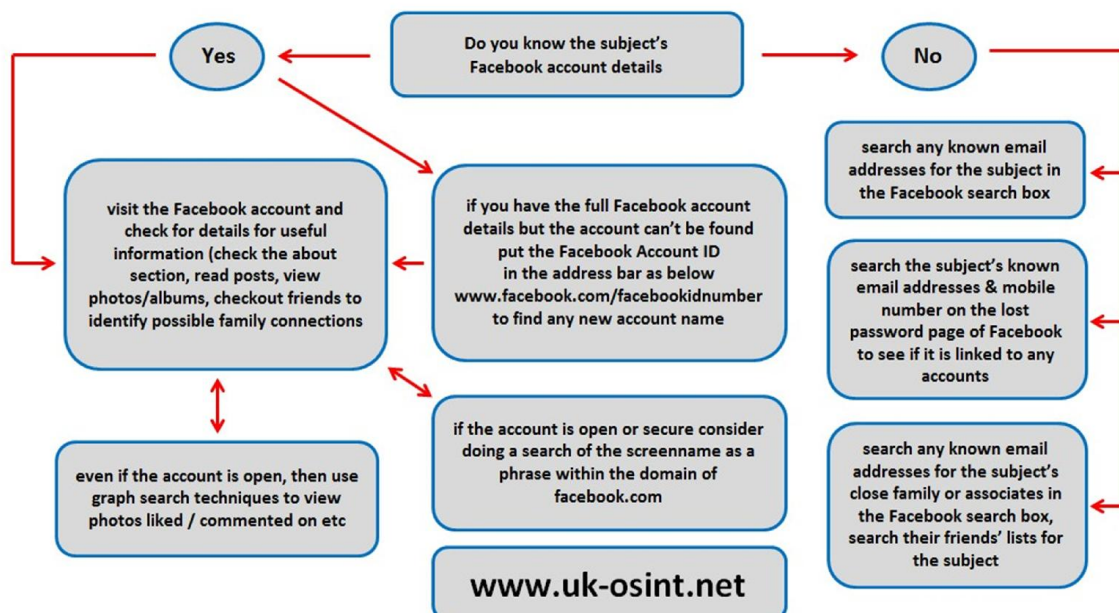 Do you know the subject's
Facebook account details
Yes
No
visit the Facebook account and
check for details for useful
information (check the about
section, read posts, view
photos/albums, checkout friends to
identify possible family connections
if you have the full Facebook account
details but the account can't be found
put the Facebook Account ID
in the address bar as below
www.facebook.com/facebookidnumber
to find any new account name
search any known email
addresses for the subject in
the Facebook search box
search the subject's known
email addresses & mobile
number on the lost
password page of Facebook
to see if it is linked to any
accounts
even if the account is open, then use
graph search techniques to view
photos liked / commented on etc
if the account is open or secure consider
doing a search of the screenname as a
phrase within the domain of
facebook.com
search any known email
addresses for the subject's
close family or associates in
the Facebook search box,
search their friends' lists for
the subject
www.uk-osint.net